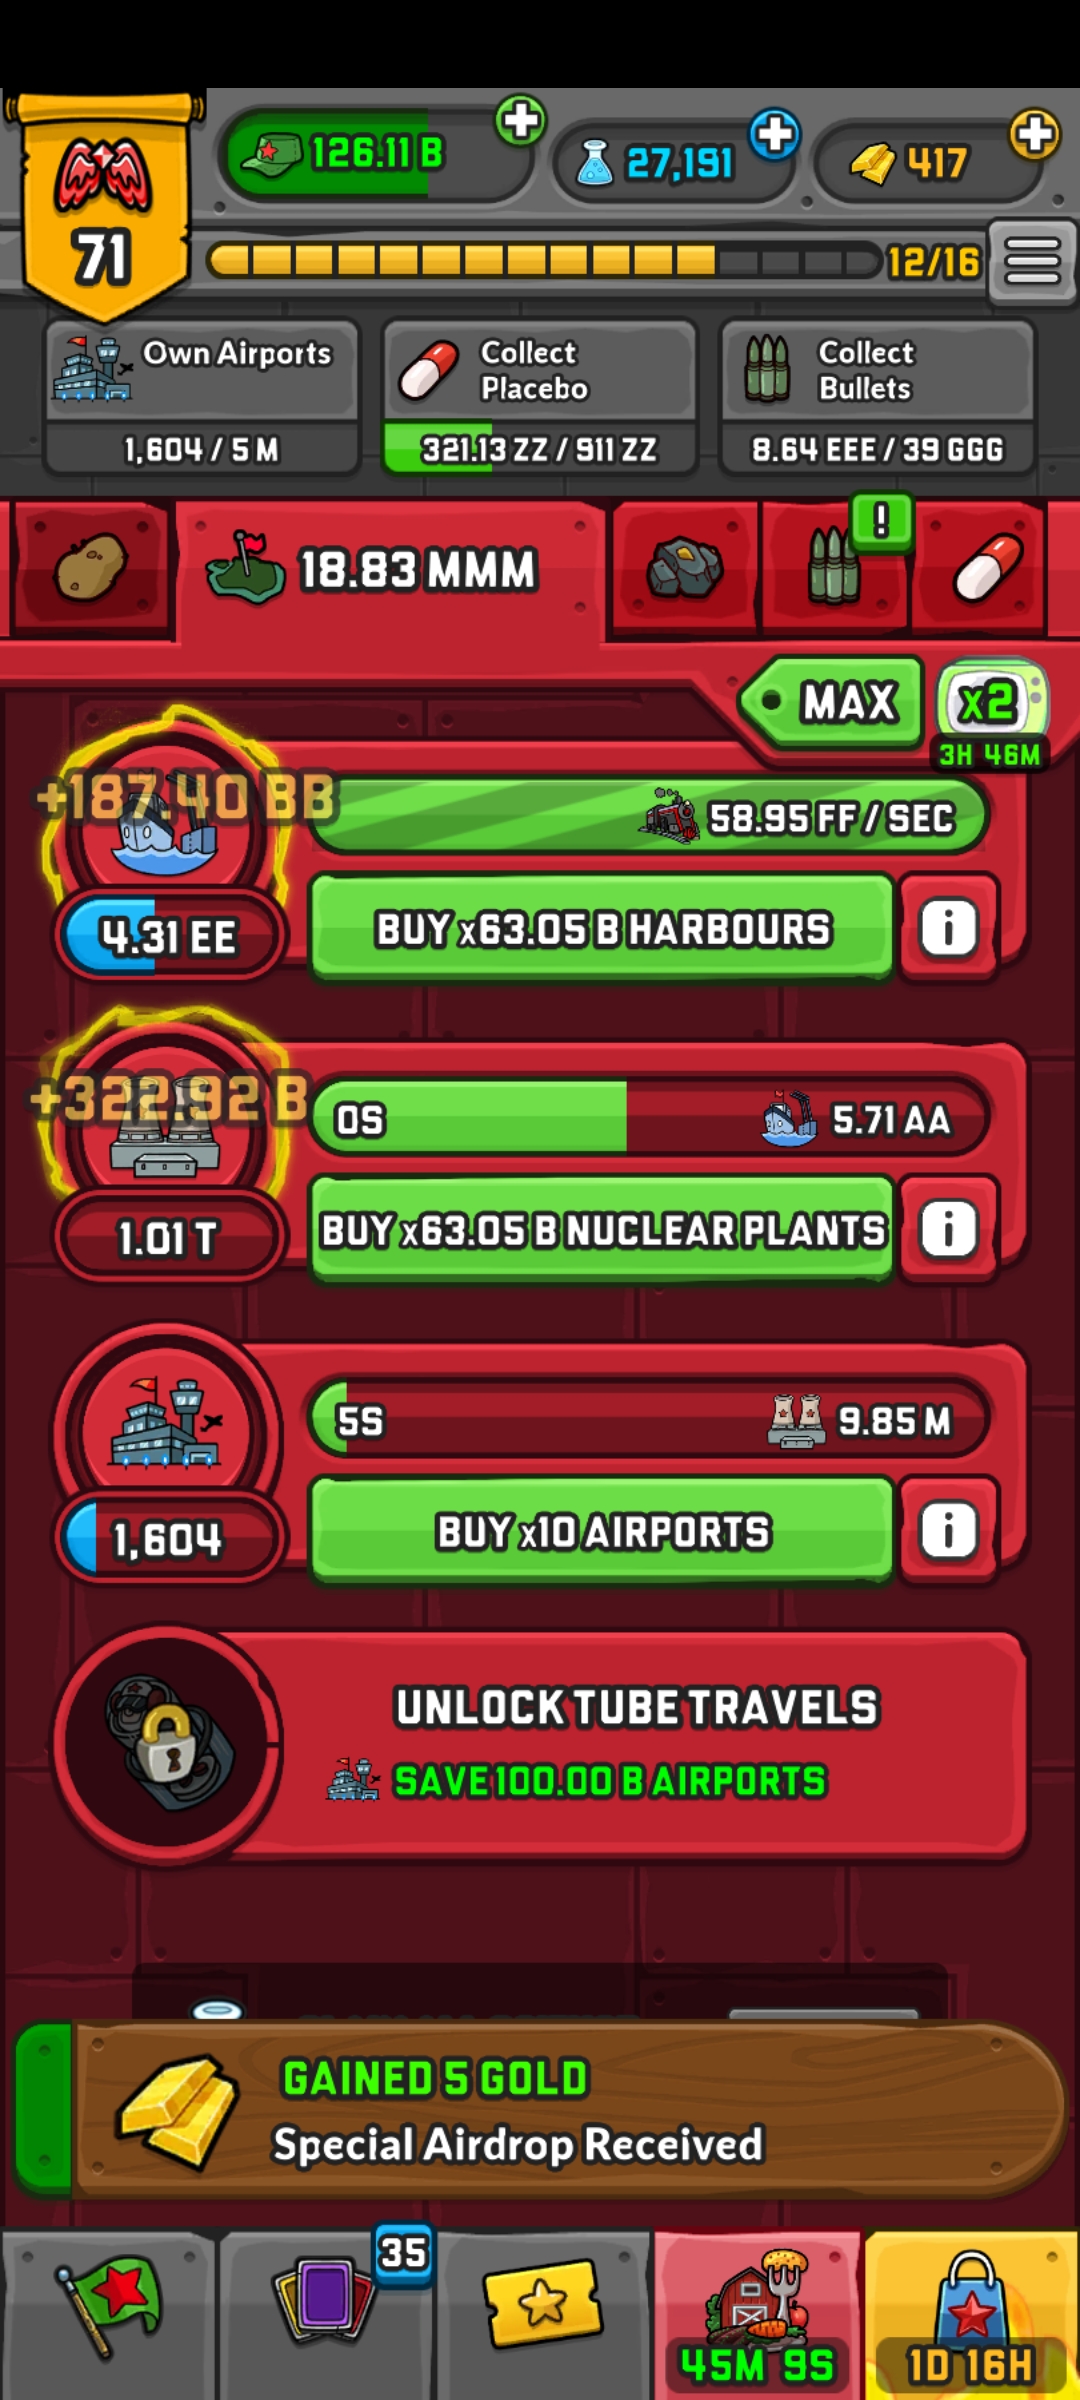 126.11 B
27,191
417
71
12/16
Own Airports
1,604 / 5 M
Collect
Placebo
321.13 ZZ / 911 ZZ
Collect
Bullets
8.64 EEE / 39 GGG
18.83 MMM
!
MAX
x2
3H 46M
+187.40 BB
58.95 FF / SEC
4.31 EE
BUY x63.05 B HARBOURS
i
+322.92 B
0S
5.71 AA
1.01 T
BUY x63.05 B NUCLEAR PLANTS
i
5S
9.85 M
1,604
BUY x10 AIRPORTS
i
UNLOCK TUBE TRAVELS
SAVE 100.00 B AIRPORTS
GAINED 5 GOLD
Special Airdrop Received
35
45M 9S
1D 16H